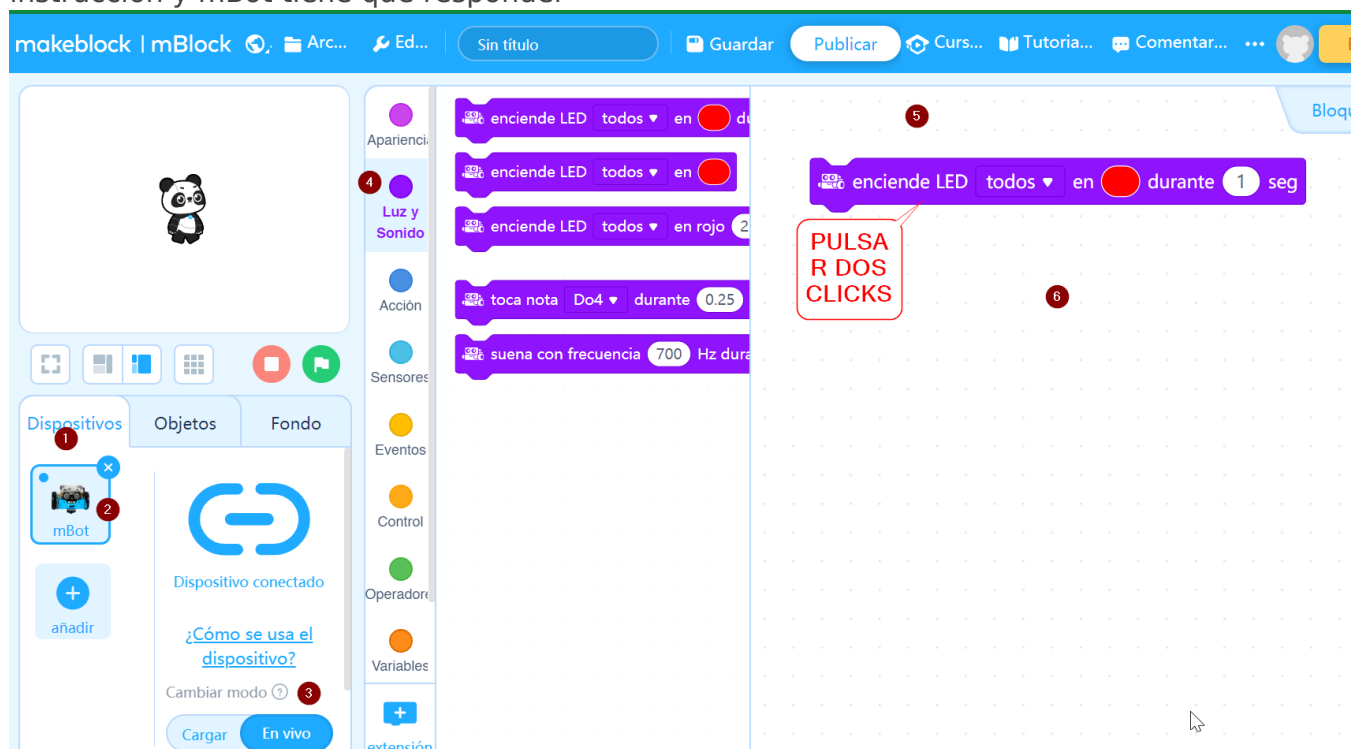 instrucción y mBot tiene que responder
makeblock | mBlock Arc... Ed... Sin título Guardar Publicar Curs... Tutoria... Comentar... ...
Bloqu
Aparienci
Luz y
Sonido
Acción
Sensores
Eventos
Control
Operadore
Variables
+
extensión
enciende LED todos en du
enciende LED todos en
enciende LED todos en rojo 2
toca nota Do4 durante 0.25
suena con frecuencia 700 Hz dura
5
4
enciende LED todos en durante 1 seg
PULSA
R DOS
CLICKS
6
Dispositivos Objetos Fondo
1
2
mBot
+
añadir
Dispositivo conectado
¿Cómo se usa el
dispositivo?
Cambiar modo ? 3
Cargar En vivo